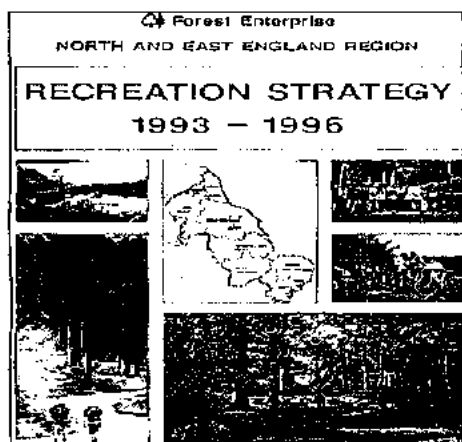 Forest Enterprise
NORTH AND EAST ENGLAND REGION
RECREATION STRATEGY
1993 – 1996